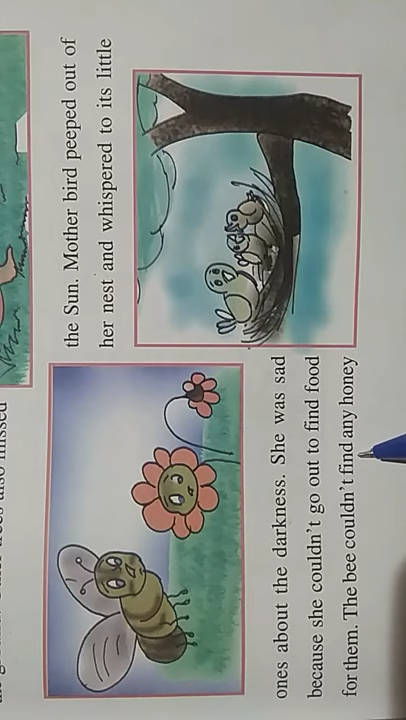 the Sun. Mother bird peeped out of
her nest and whispered to its little
ones about the darkness. She was sad
because she couldn't go out to find food
for them. The bee couldn't find any honey